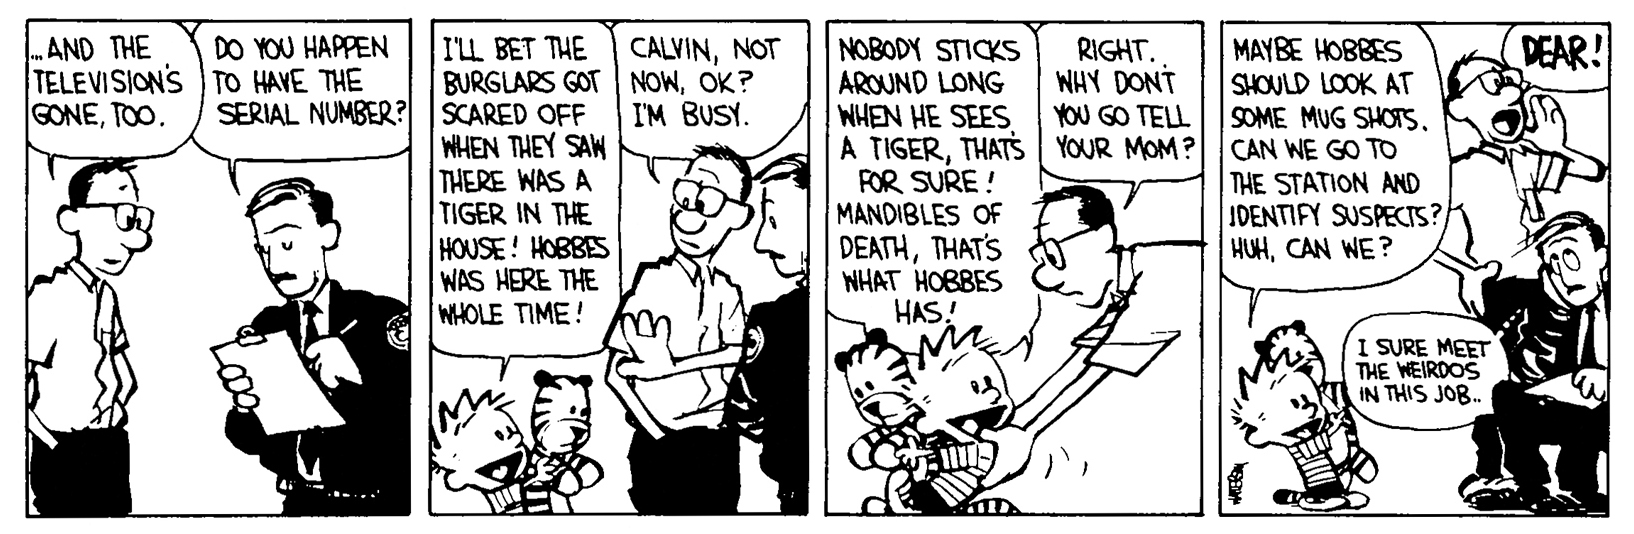 ...AND THE
TELEVISION'S
GONE, TOO.
DO YOU HAPPEN
TO HAVE THE
SERIAL NUMBER?
I'LL BET THE
BURGLARS GOT
SCARED OFF
WHEN THEY SAW
THERE WAS A
TIGER IN THE
HOUSE! HOBBES
WAS HERE THE
WHOLE TIME!
CALVIN, NOT
NOW, OK?
I'M BUSY.
NOBODY STICKS
AROUND LONG
WHEN HE SEES
A TIGER, THAT'S
FOR SURE!
MANDIBLES OF
DEATH, THAT'S
WHAT HOBBES
HAS!
RIGHT.
WHY DON'T
YOU GO TELL
YOUR MOM?
MAYBE HOBBES
SHOULD LOOK AT
SOME MUG SHOTS.
CAN WE GO TO
THE STATION AND
IDENTIFY SUSPECTS?
HUH, CAN WE?
DEAR!
I SURE MEET
THE WEIRDOS
IN THIS JOB..
WATTERSON